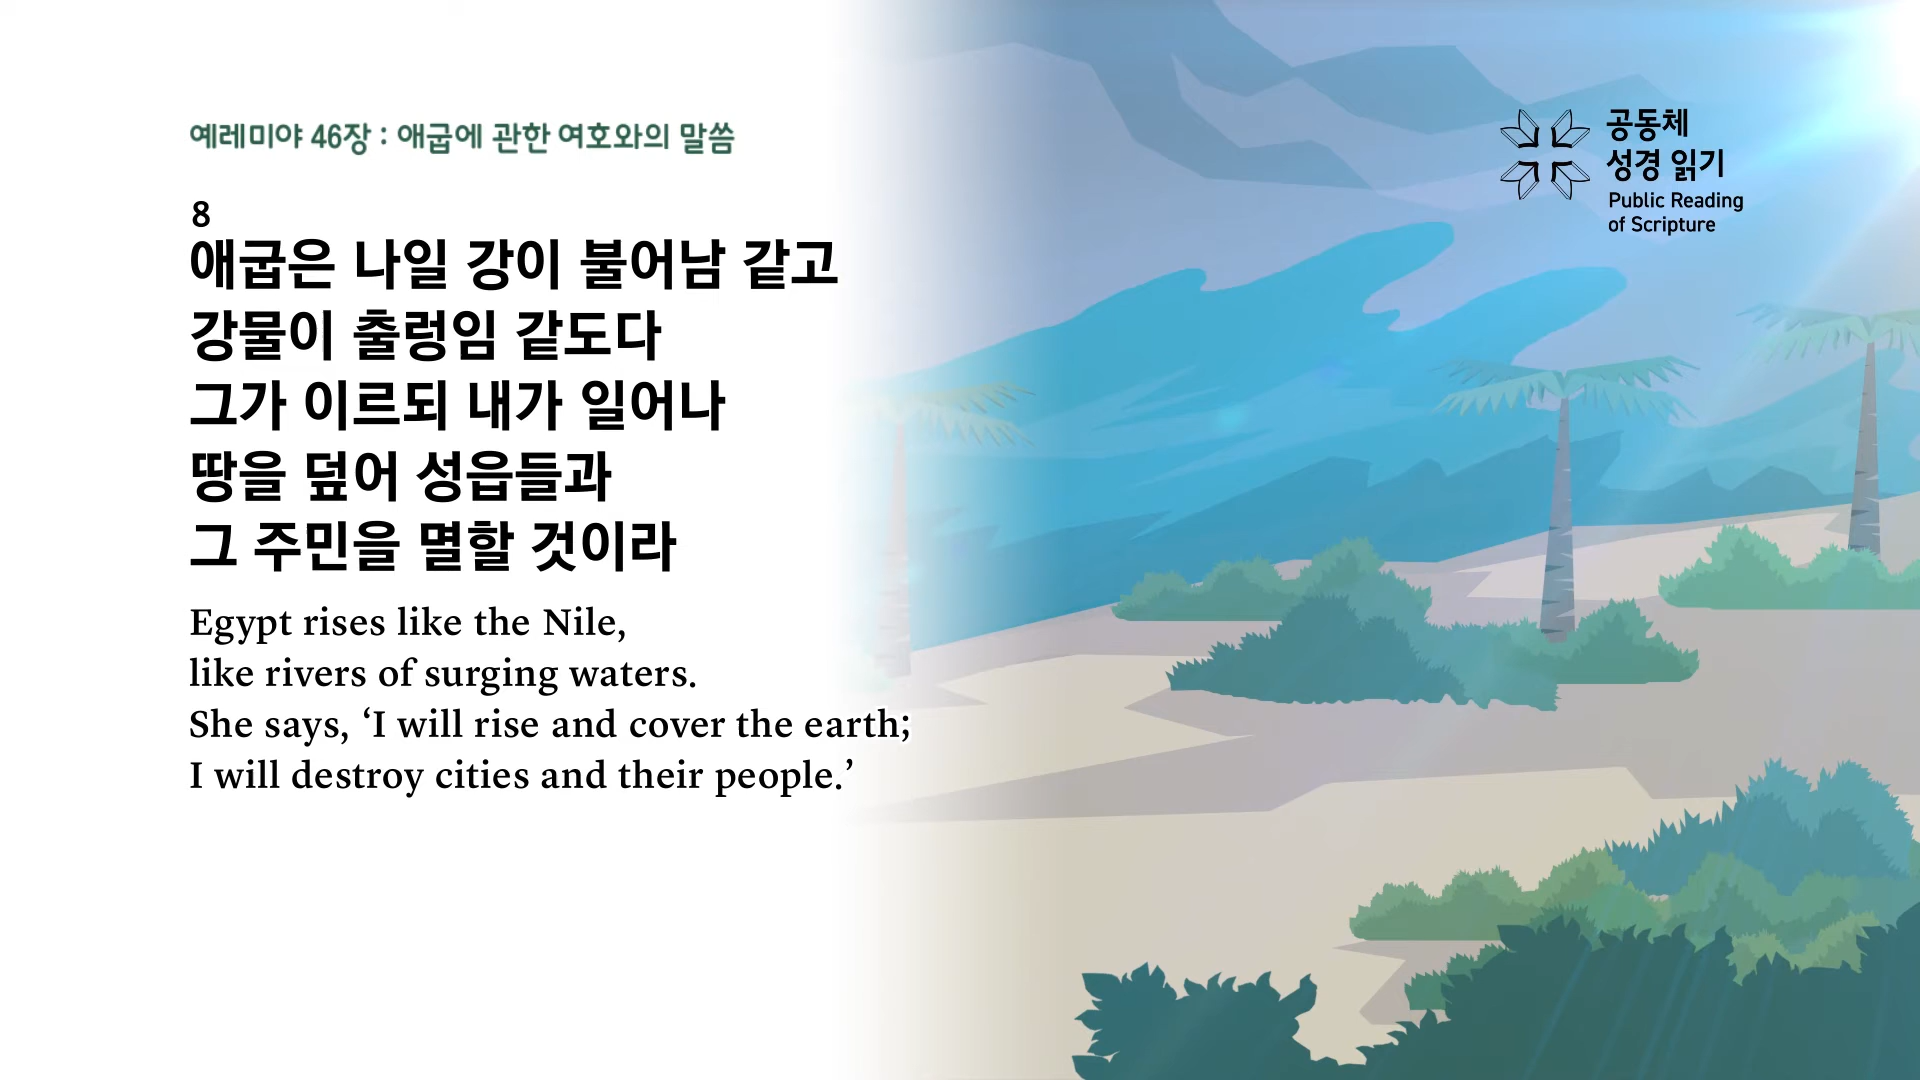 예레미야 46장 : 애굽에 관한 여호와의 말씀
8
애굽은 나일 강이 불어남 같고
강물이 출렁임 같도다
그가 이르되 내가 일어나
땅을 덮어 성읍들과
그 주민을 멸할 것이라
Egypt rises like the Nile,
like rivers of surging waters.
She says, ‘I will rise and cover the earth;
I will destroy cities and their people.’
공동체
성경 읽기
Public Reading
of Scripture